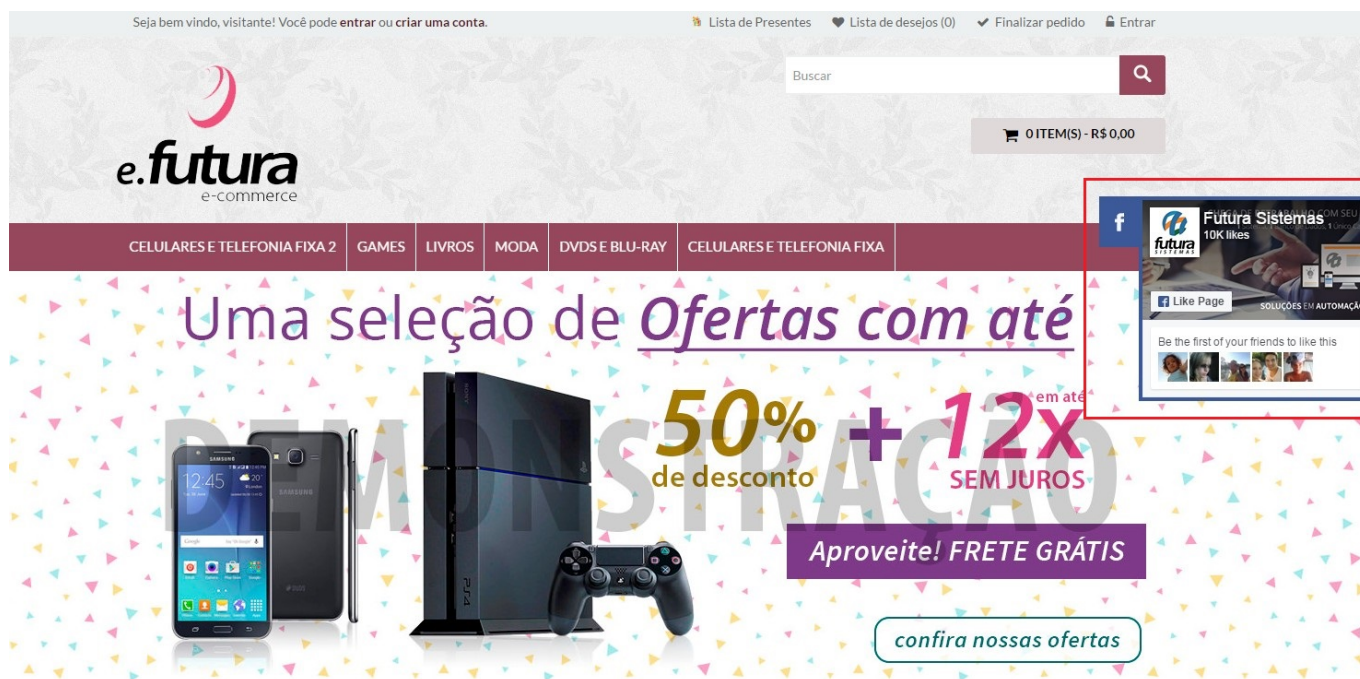 Seja bem vindo, visitante! Você pode entrar ou criar uma conta.
Lista de Presentes
Lista de desejos (0)
Finalizar pedido
Entrar
Buscar
0 ITEM(S) - R$ 0,00
e.futura
e-commerce
Futura Sistemas
10K likes
futura
SISTEMAS
Like Page
SOLUÇÕES EM AUTOMAÇÃ
Be the first of your friends to like this
CELULARES E TELEFONIA FIXA 2
GAMES
LIVROS
MODA
DVDS E BLU-RAY
CELULARES E TELEFONIA FIXA
Uma seleção de Ofertas com até
50%
de desconto
+
em até
12x
SEM JUROS
DEMONSTRAÇÃO
Aproveite! FRETE GRÁTIS
confira nossas ofertas
SAMSUNG
12:45
20°
Google
SAMSUNG
SONY
PS4